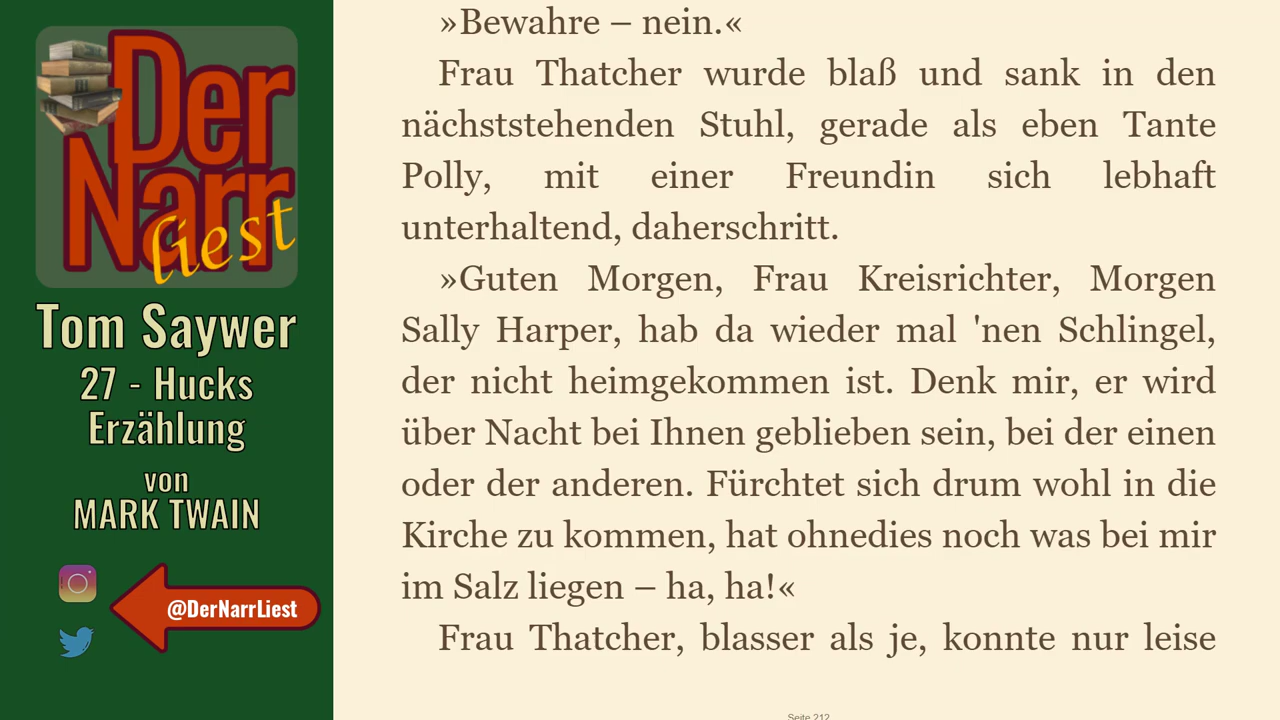 Der
Narr
liest
Tom Saywer
27 - Hucks
Erzählung
von
MARK TWAIN
@DerNarrLiest
»Bewahre – nein.«
Frau Thatcher wurde blaß und sank in den
nächststehenden Stuhl, gerade als eben Tante
Polly, mit einer Freundin sich lebhaft
unterhaltend, daherschritt.
»Guten Morgen, Frau Kreisrichter, Morgen
Sally Harper, hab da wieder mal 'nen Schlingel,
der nicht heimgekommen ist. Denk mir, er wird
über Nacht bei Ihnen geblieben sein, bei der einen
oder der anderen. Fürchtet sich drum wohl in die
Kirche zu kommen, hat ohnedies noch was bei mir
im Salz liegen – ha, ha!«
Frau Thatcher, blasser als je, konnte nur leise
Seite 212